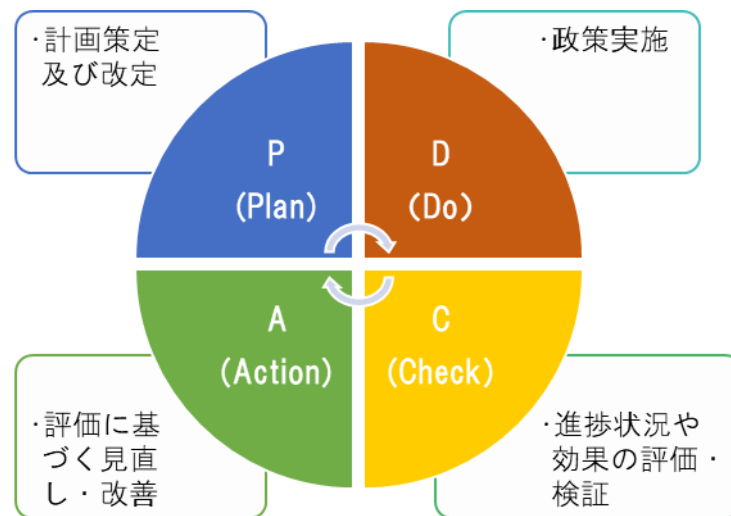 ・計画策定
及び改定
・政策実施
P
(Plan)
D
(Do)
A
(Action)
C
(Check)
・評価に基
づく見直
し・改善
・進捗状況や
効果の評価・
検証